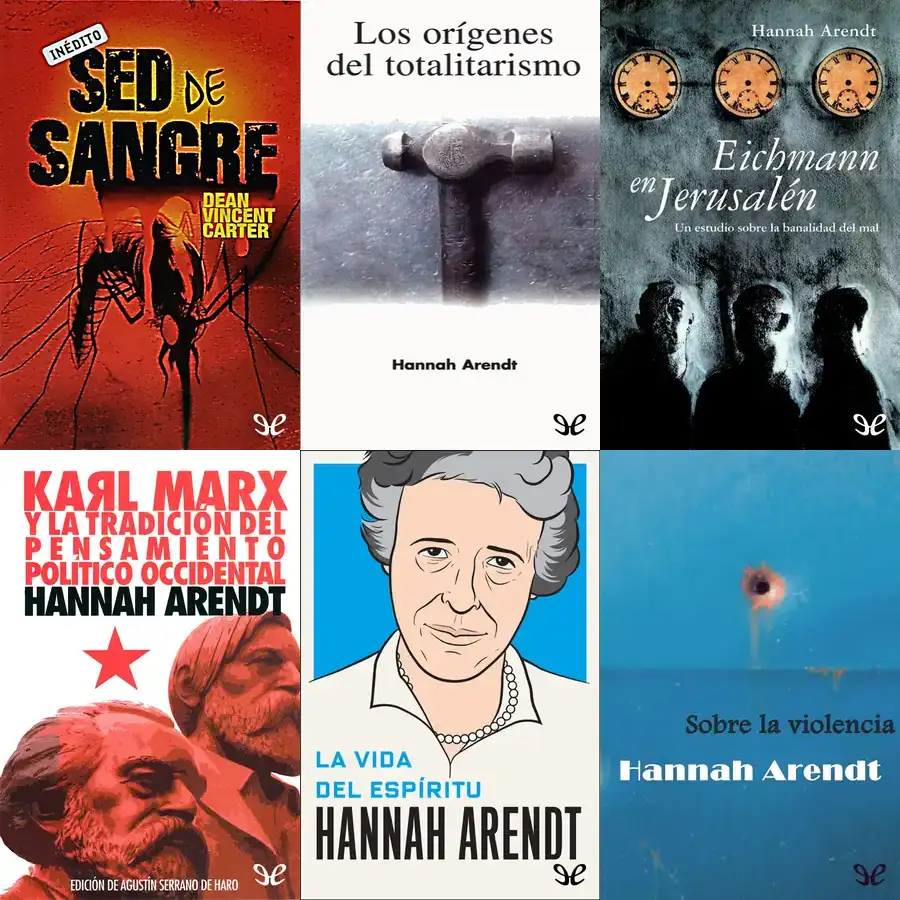 INÉDITO
SED DE
SANGRE
DEAN
VINCENT
CARTER
Los orígenes
del totalitarismo
Hannah Arendt
Hannah Arendt
Eichmann
en Jerusalén
Un estudio sobre la banalidad del mal
KAЯL MARX
Y LA TRADICIÓN DEL
PENSAMIENTO
POLÍTICO OCCIDENTAL
HANNAH ARENDT
EDICIÓN DE AGUSTÍN SERRANO DE HARO
LA VIDA
DEL ESPÍRITU
HANNAH ARENDT
Sobre la violencia
Hannah Arendt